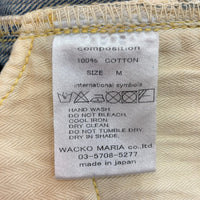 composition
100% COTTON
SIZE M
international symbols
HAND WASH.
DO NOT BLEACH.
COOL IRON
DRY CLEAN.
DO NOT TUMBLE DRY
DRY IN SHADE.
WACKO MARIA co.,ltd.
03-5708-5277
made in japan